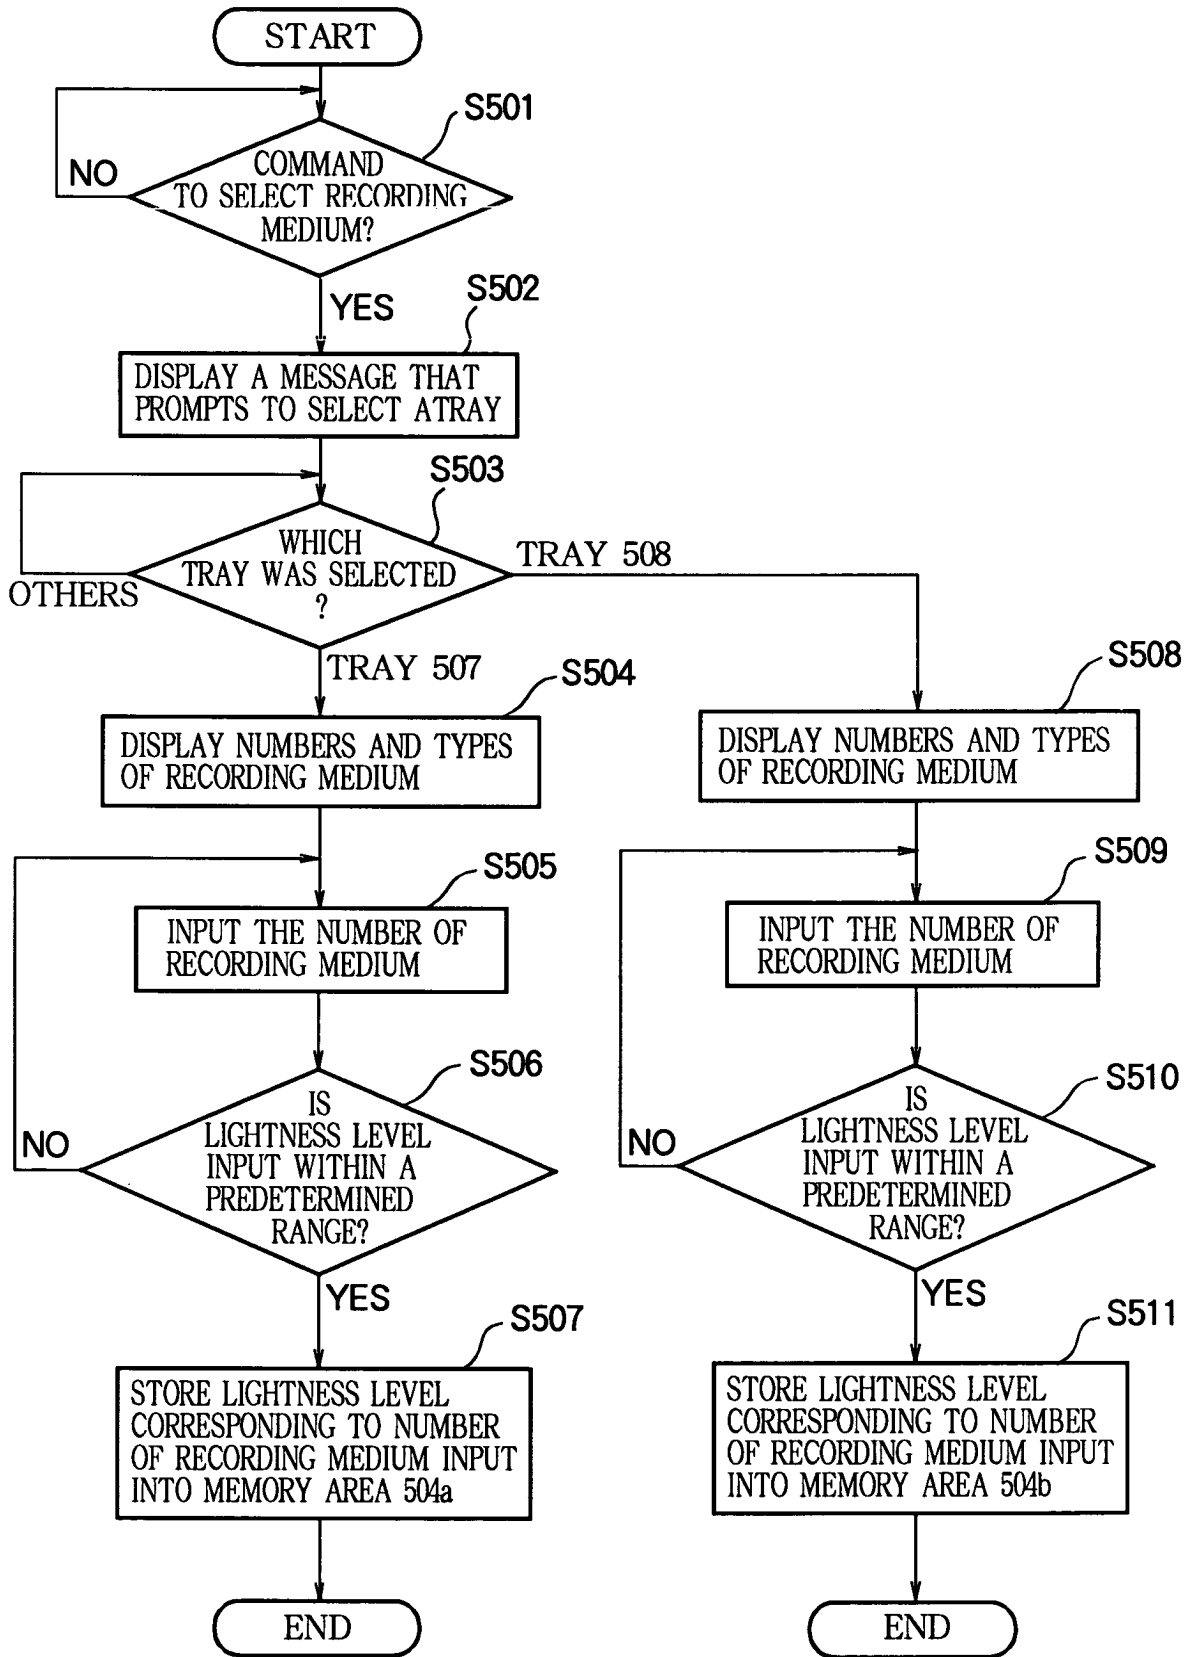 START
S501
NO
COMMAND
TO SELECT RECORDING
MEDIUM?
YES
S502
DISPLAY A MESSAGE THAT
PROMPTS TO SELECT ATRAY
S503
WHICH
TRAY WAS SELECTED
?
OTHERS
TRAY 508
TRAY 507
S504
DISPLAY NUMBERS AND TYPES
OF RECORDING MEDIUM
S505
INPUT THE NUMBER OF
RECORDING MEDIUM
S506
IS
LIGHTNESS LEVEL
INPUT WITHIN A
PREDETERMINED
RANGE?
NO
YES
S507
STORE LIGHTNESS LEVEL
CORRESPONDING TO NUMBER
OF RECORDING MEDIUM INPUT
INTO MEMORY AREA 504a
END
S508
DISPLAY NUMBERS AND TYPES
OF RECORDING MEDIUM
S509
INPUT THE NUMBER OF
RECORDING MEDIUM
S510
IS
LIGHTNESS LEVEL
INPUT WITHIN A
PREDETERMINED
RANGE?
NO
YES
S511
STORE LIGHTNESS LEVEL
CORRESPONDING TO NUMBER
OF RECORDING MEDIUM INPUT
INTO MEMORY AREA 504b
END